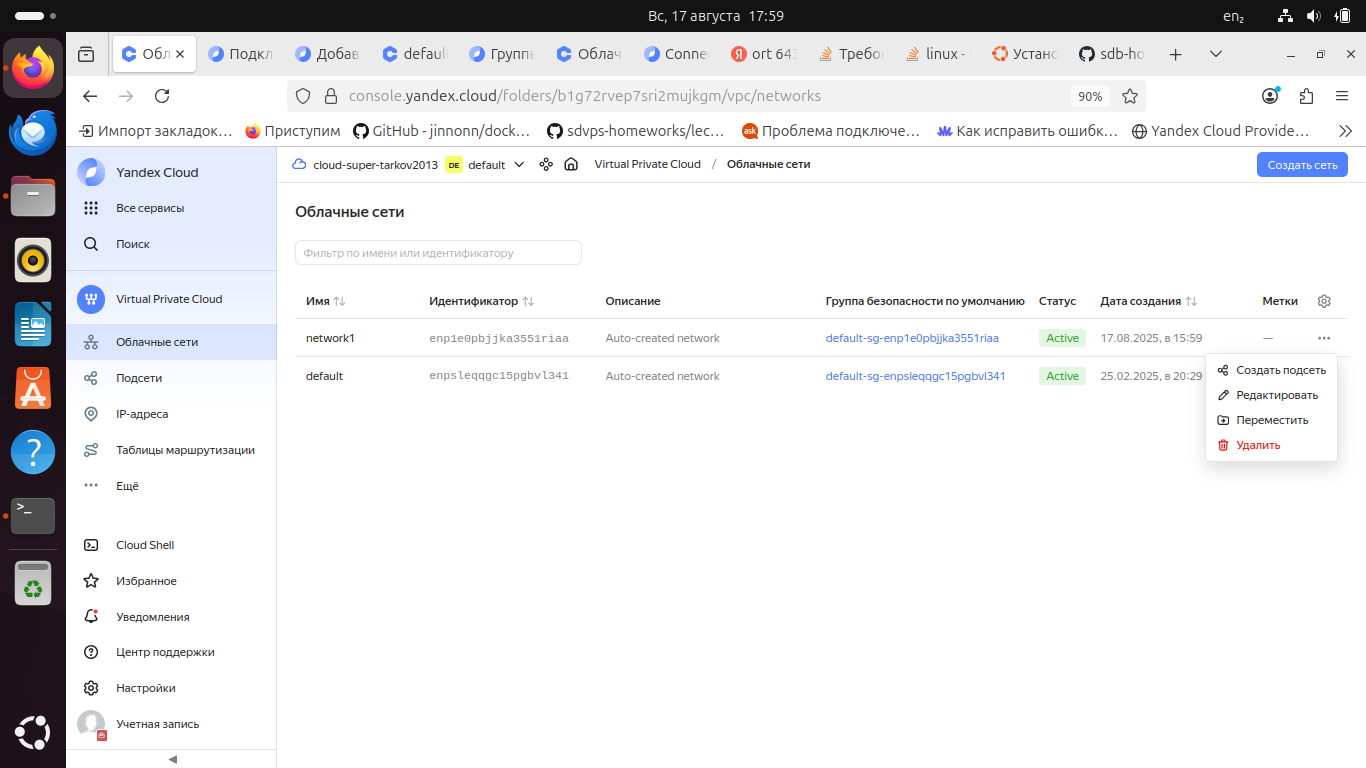 Вс, 17 августа 17:59
en₂
Обл
Подкл
Добав
default
Группы
Облач
Conne
ort 643
Требо
linux -
Устано
sdb-ho
console.yandex.cloud/folders/b1g72rvep7sri2mujkgm/vpc/networks
90%
Импорт закладок…
Приступим
GitHub - jinnonn/dock…
sdvps-homeworks/lec…
Проблема подключе…
Как исправить ошибк…
Yandex Cloud Provide…
Yandex Cloud
Все сервисы
Поиск
Virtual Private Cloud
Облачные сети
Подсети
IP-адреса
Таблицы маршрутизации
Ещё
Cloud Shell
Избранное
Уведомления
Центр поддержки
Настройки
Учетная запись
cloud-super-tarkov2013 DE default Virtual Private Cloud / Облачные сети
Создать сеть
Облачные сети
Фильтр по имени или идентификатору
Имя Идентификатор Описание Группа безопасности по умолчанию Статус Дата создания Метки
network1 enp1e0pbjjka3551riaa Auto-created network default-sg-enp1e0pbjjka3551riaa Active 17.08.2025, в 15:59 —
default enpsleqqgc15pgbvl341 Auto-created network default-sg-enpsleqqgc15pgbvl341 Active 25.02.2025, в 20:29
Создать подсеть
Редактировать
Переместить
Удалить